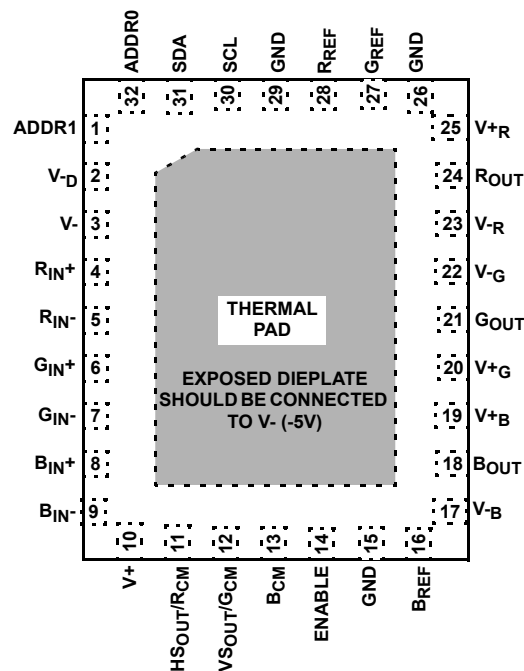 ADDR0
SDA
SCL
GND
RREF
GREF
GND
32
31
30
29
28
27
26
ADDR1 1
V-D 2
V- 3
RIN+ 4
RIN- 5
GIN+ 6
GIN- 7
BIN+ 8
BIN- 9
THERMAL
PAD
EXPOSED DIEPLATE
SHOULD BE CONNECTED
TO V- (-5V)
25 V+R
24 ROUT
23 V-R
22 V-G
21 GOUT
20 V+G
19 V+B
18 BOUT
17 V-B
10
11
12
13
14
15
16
V+
HSOUT/RCM
VSOUT/GCM
BCM
ENABLE
GND
BREF